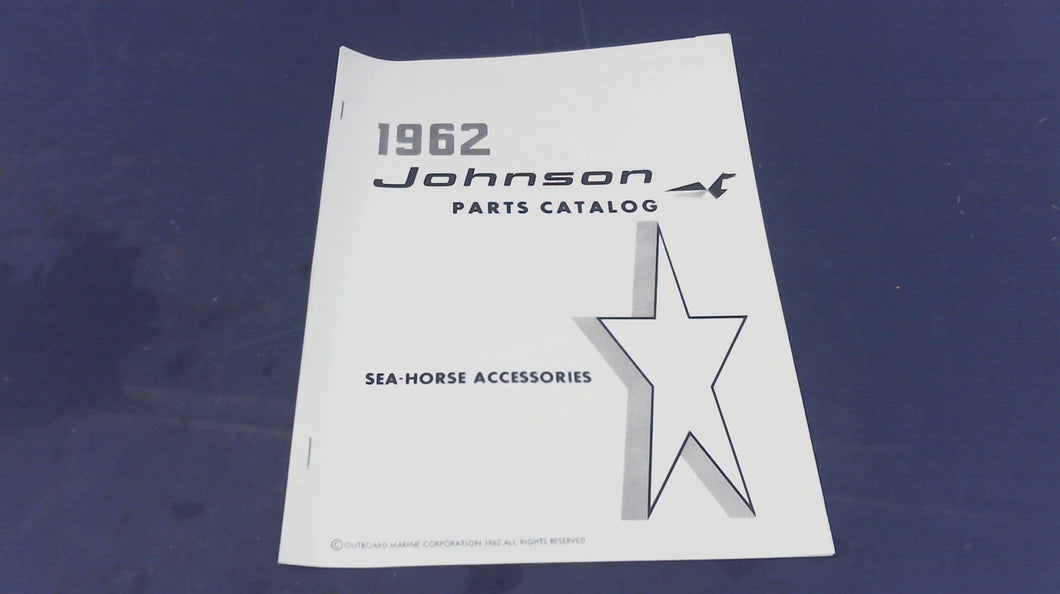 1962
Johnson
PARTS CATALOG
SEA-HORSE ACCESSORIES
© OUTBOARD MARINE CORPORATION 1962 ALL RIGHTS RESERVED